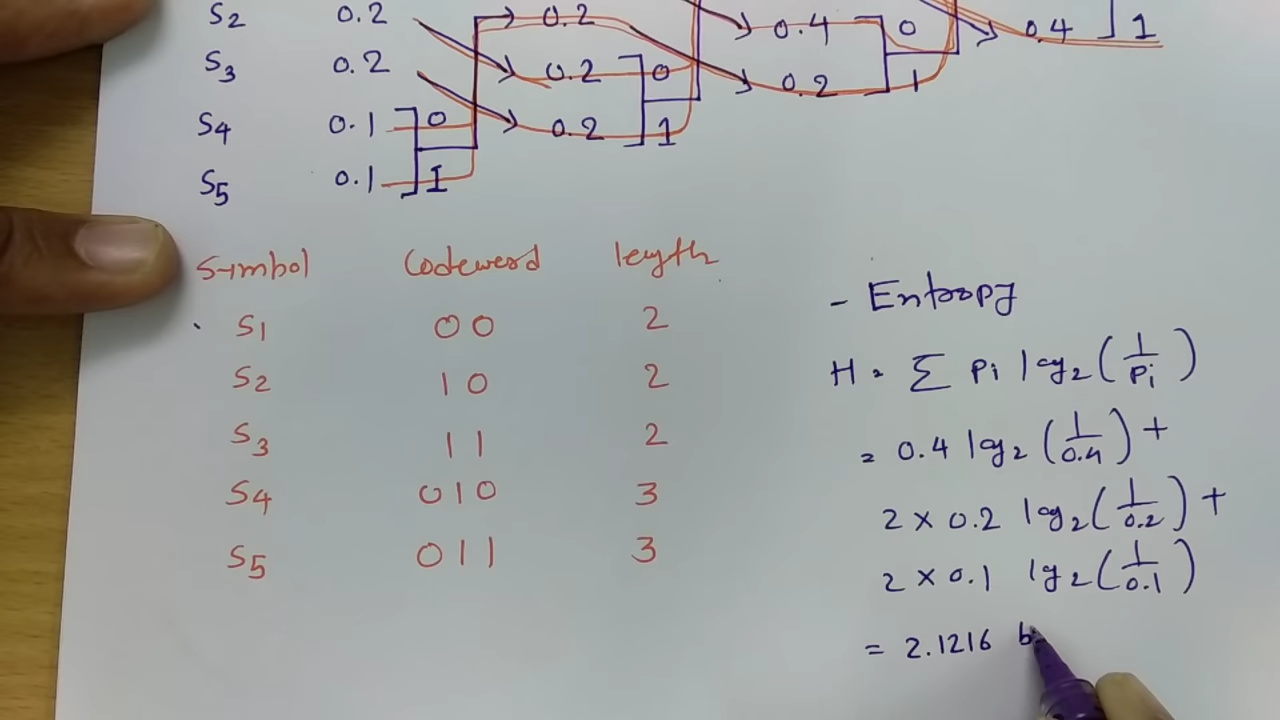 S2 0.2 0.2 0.4 0 0.4 1
S3 0.2 0.2 0 0.2 1
S4 0.1 0 0.2 1
S5 0.1 1
Symbol Codeword length
S1 00 2
S2 10 2
S3 11 2
S4 010 3
S5 011 3
- Entropy
H = Σ Pi log2 (1/Pi)
= 0.4 log2 (1/0.4) +
2 × 0.2 log2 (1/0.2) +
2 × 0.1 lg2 (1/0.1)
= 2.1216 b